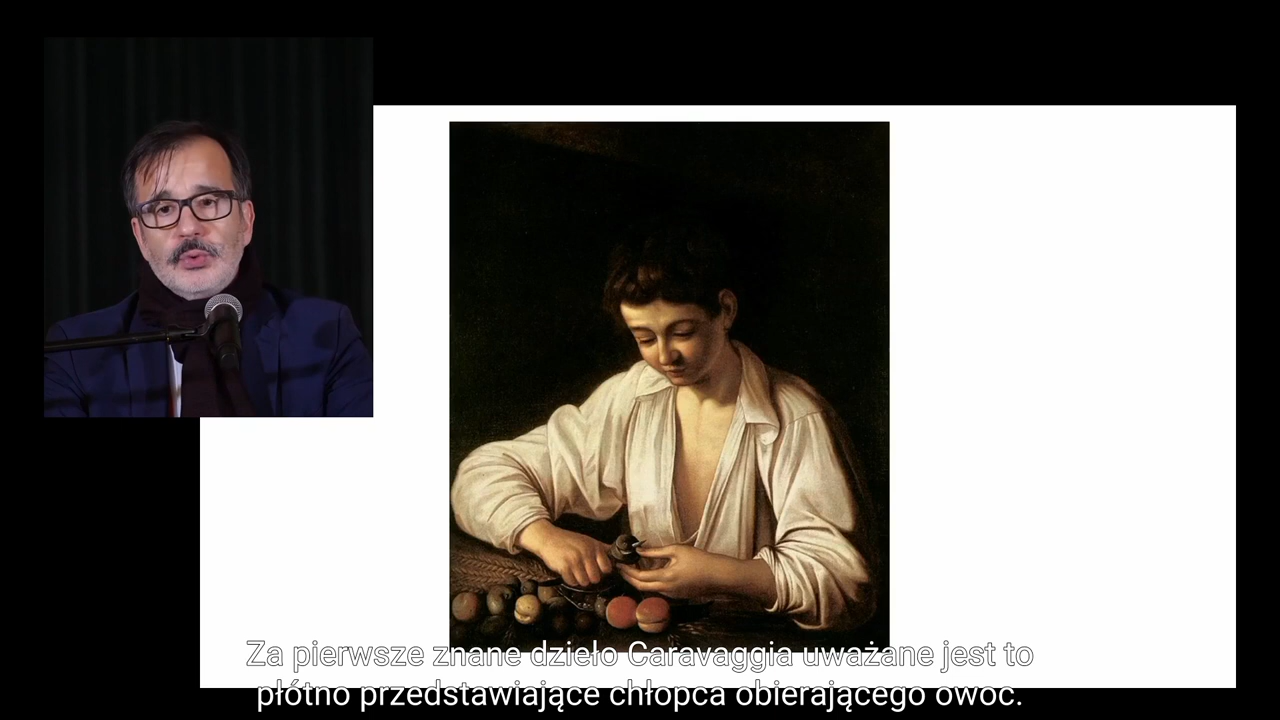 Za pierwsze znane dzieło Caravaggia uważane jest to
płótno przedstawiające chłopca obierającego owoc.